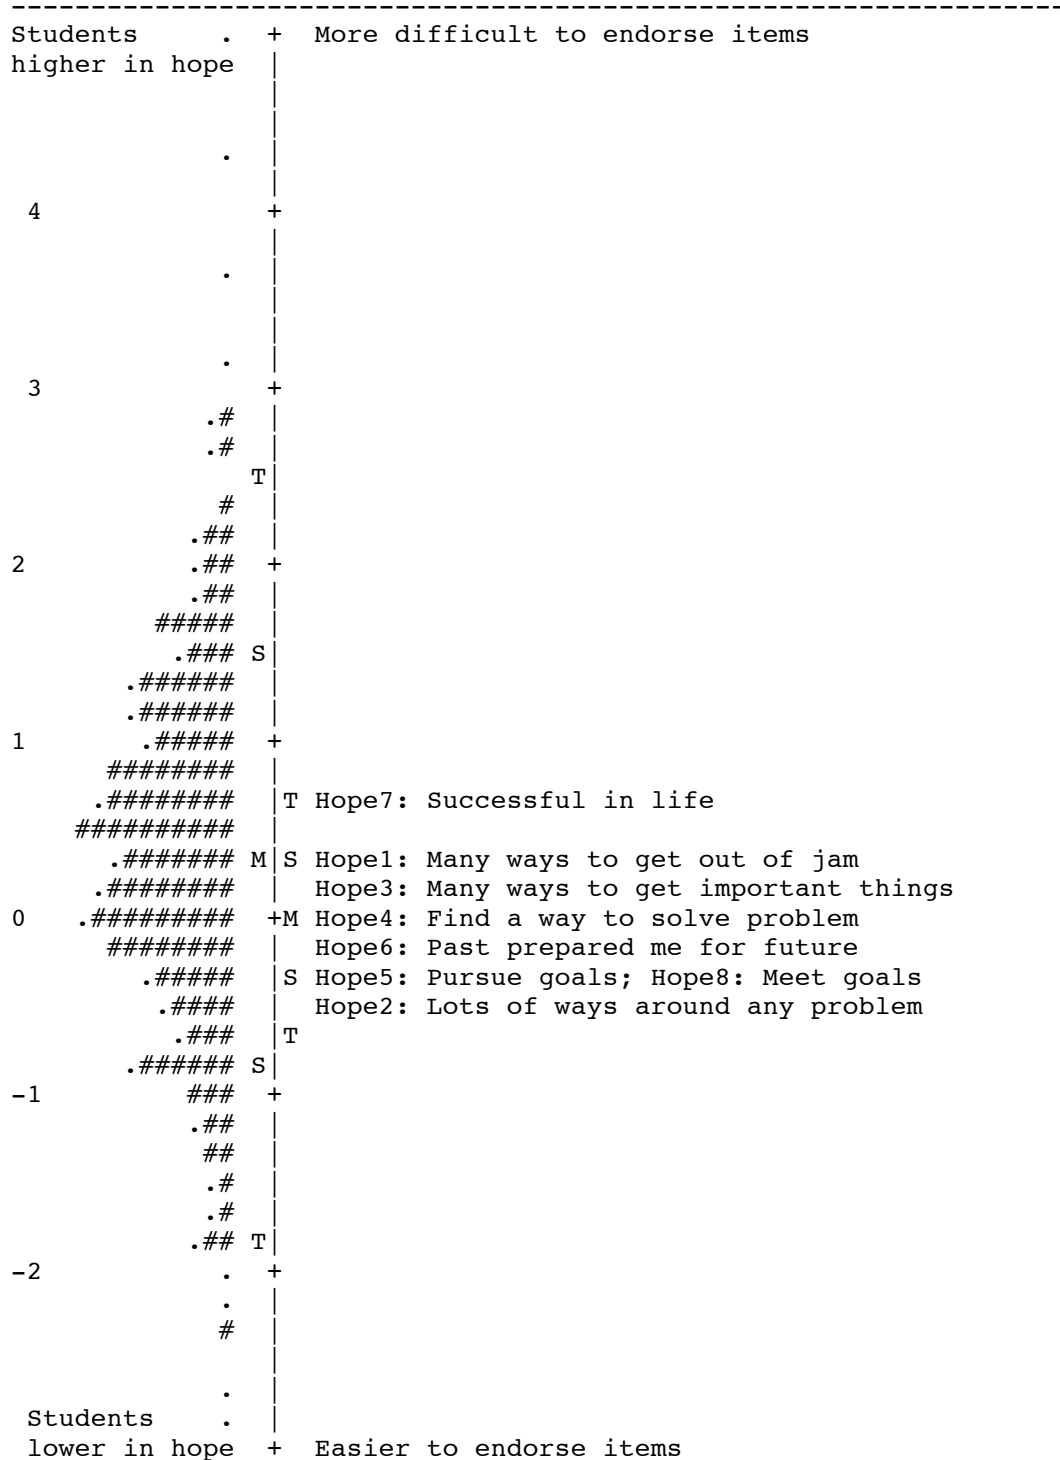 ---------------------------------------------------------------------
Students      .  +  More difficult to endorse items
higher in hope  |
                |
                |
             .  |
                |
 4              +
                |
             .  |
                |
                |
             .  |
 3              +
            .#  |
            .#  |
               T|
             #  |
           .##  |
2          .##  +
           .##  |
         #####  |
          .### S|
       .######  |
       .######  |
1       .#####  +
      ########  |
     .########  |T Hope7: Successful in life
    ##########  |
      .####### M|S Hope1: Many ways to get out of jam
     .########  |  Hope3: Many ways to get important things
0   .#########  +M Hope4: Find a way to solve problem
      ########  |  Hope6: Past prepared me for future
        .#####  |S Hope5: Pursue goals; Hope8: Meet goals
         .####  |  Hope2: Lots of ways around any problem
          .###  |T
       .###### S|
-1         ###  +
           .##  |
            ##  |
            .#  |
            .#  |
           .## T|
-2           .  +
             .  |
             #  |
                |
             .  |
 Students    .  |
 lower in hope  +  Easier to endorse items